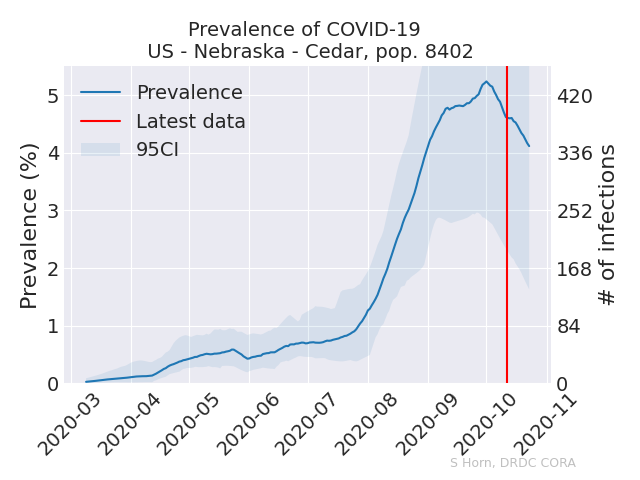 Prevalence of COVID-19
US - Nebraska - Cedar, pop. 8402
Prevalence
Latest data
95CI
Prevalence (%)
5
4
3
2
1
0
# of infections
420
336
252
168
84
0
2020-03
2020-04
2020-05
2020-06
2020-07
2020-08
2020-09
2020-10
2020-11
S Horn, DRDC CORA